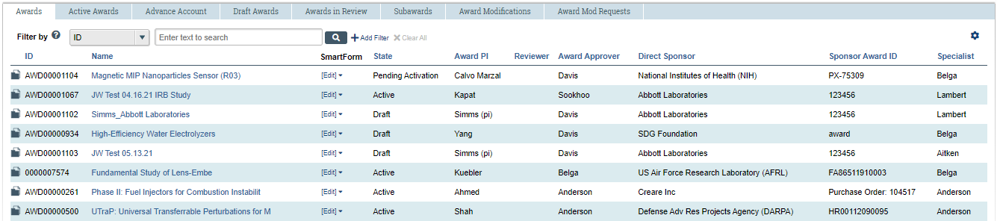 Awards Active Awards Advance Account Draft Awards Awards in Review Subawards Award Modifications Award Mod Requests
Filter by ? ID Enter text to search Add Filter Clear All
ID Name SmartForm State Award PI Reviewer Award Approver Direct Sponsor Sponsor Award ID Specialist
AWD00001104 Magnetic MIP Nanoparticles Sensor (R03) [Edit] Pending Activation Calvo Marzal Davis National Institutes of Health (NIH) PX-75309 Belga
AWD00001067 JW Test 04.16.21 IRB Study [Edit] Active Kapat Sookhoo Abbott Laboratories 123456 Lambert
AWD00001102 Simms_Abbott Laboratories [Edit] Draft Simms (pi) Davis Abbott Laboratories 123456 Lambert
AWD00000934 High-Efficiency Water Electrolyzers [Edit] Draft Yang Davis SDG Foundation award Belga
AWD00001103 JW Test 05.13.21 [Edit] Draft Simms (pi) Davis Abbott Laboratories 123456 Aitken
0000007574 Fundamental Study of Lens-Embe [Edit] Active Kuebler Belga US Air Force Research Laboratory (AFRL) FA86511910003 Belga
AWD00000261 Phase II: Fuel Injectors for Combustion Instabilit [Edit] Active Ahmed Anderson Creare Inc Purchase Order: 104517 Anderson
AWD00000500 UTraP: Universal Transferrable Perturbations for M [Edit] Active Shah Anderson Defense Adv Res Projects Agency (DARPA) HR00112090095 Anderson